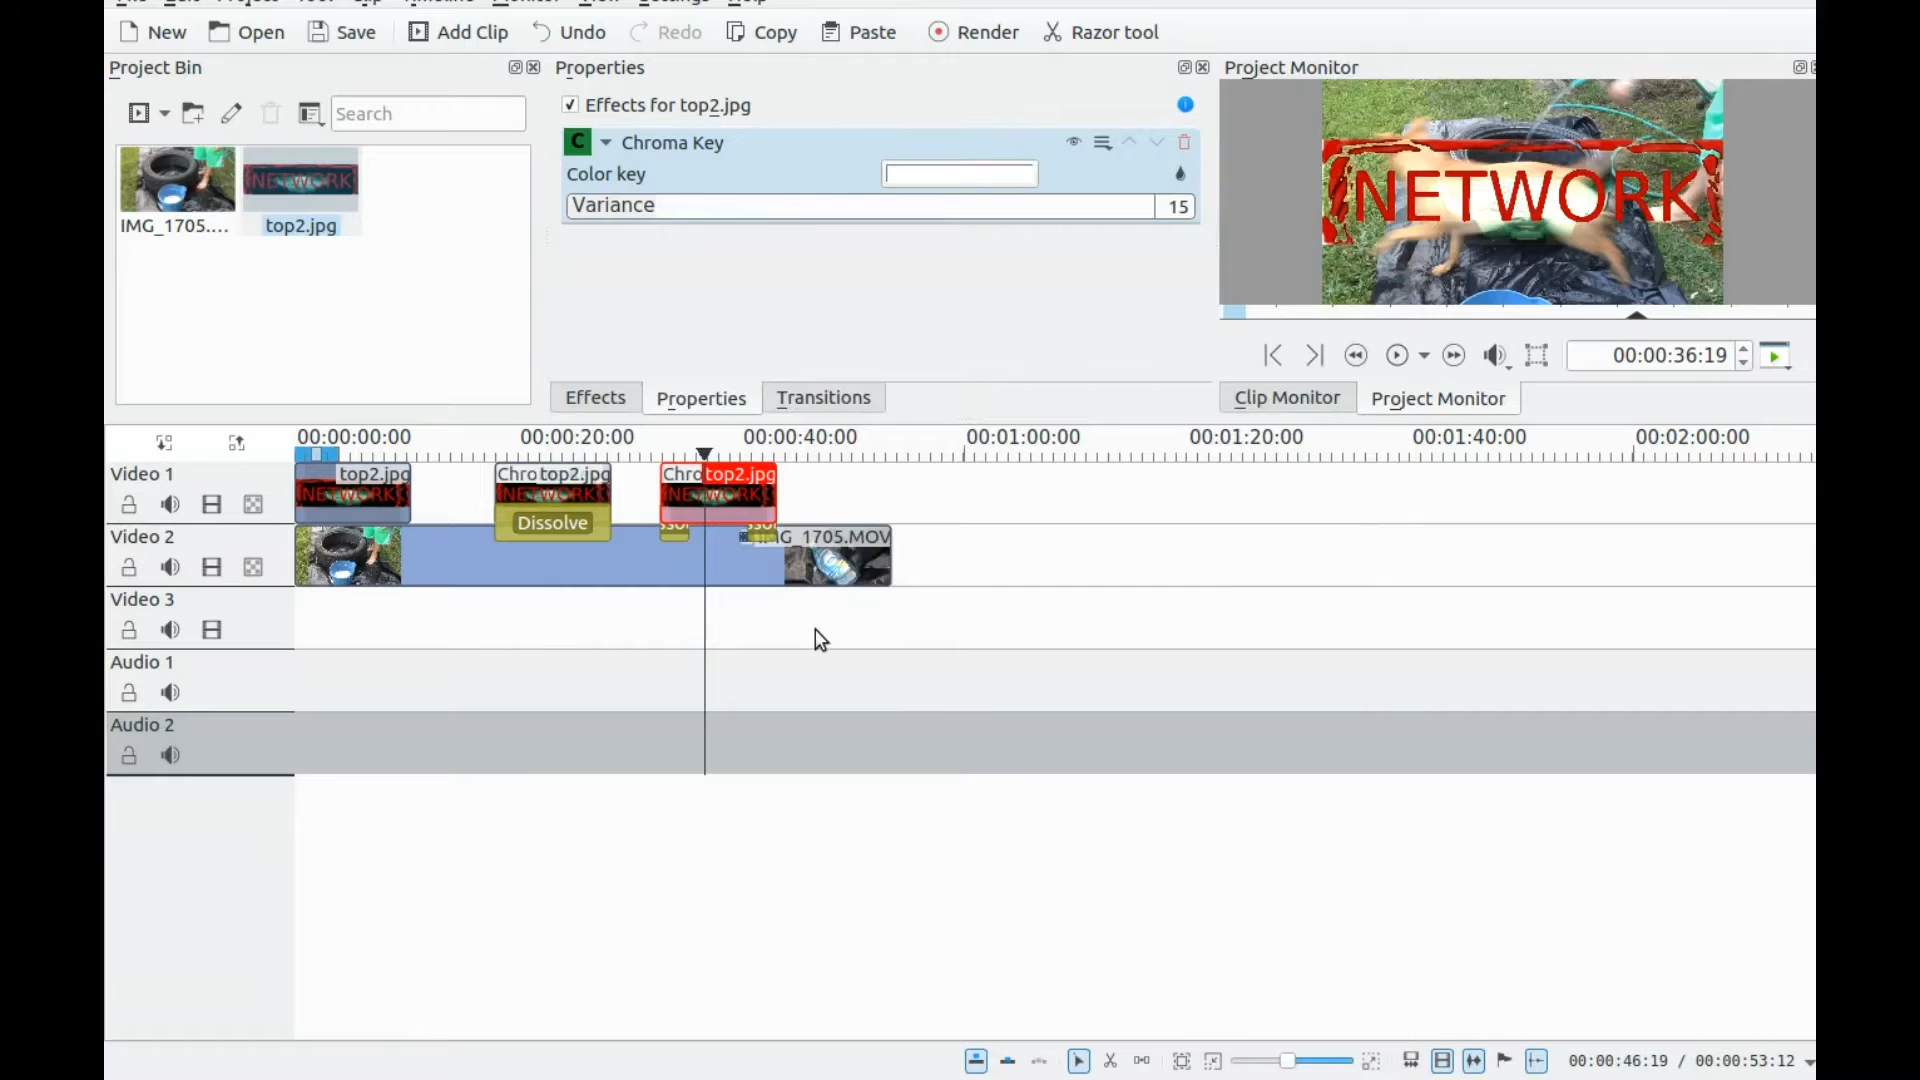 New Open Save Add Clip Undo Redo Copy Paste Render Razor tool
Project Bin
Properties
Project Monitor
Search
Effects for top2.jpg
Chroma Key
Color key
Variance 15
IMG_1705.... top2.jpg
NETWORK
NETWORK
00:00:36:19
Effects Properties Transitions
Clip Monitor Project Monitor
00:00:00:00 00:00:20:00 00:00:40:00 00:01:00:00 00:01:20:00 00:01:40:00 00:02:00:00
Video 1
top2.jpg Chro top2.jpg Chro top2.jpg
NETWORK NETWORK NETWORK
Dissolve
Video 2
IMG_1705.MOV
Video 3
Audio 1
Audio 2
00:00:46:19 / 00:00:53:12